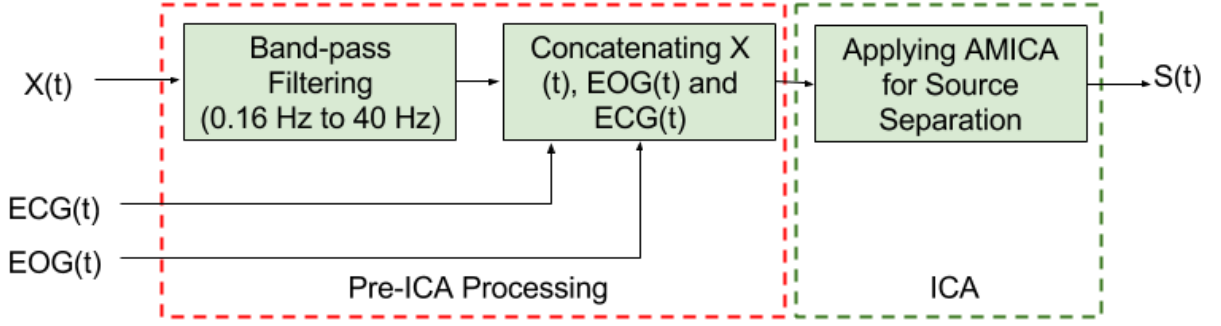 X(t)
Band-pass
Filtering
(0.16 Hz to 40 Hz)
Concatenating X
(t), EOG(t) and
ECG(t)
Applying AMICA
for Source
Separation
S(t)
ECG(t)
EOG(t)
Pre-ICA Processing
ICA